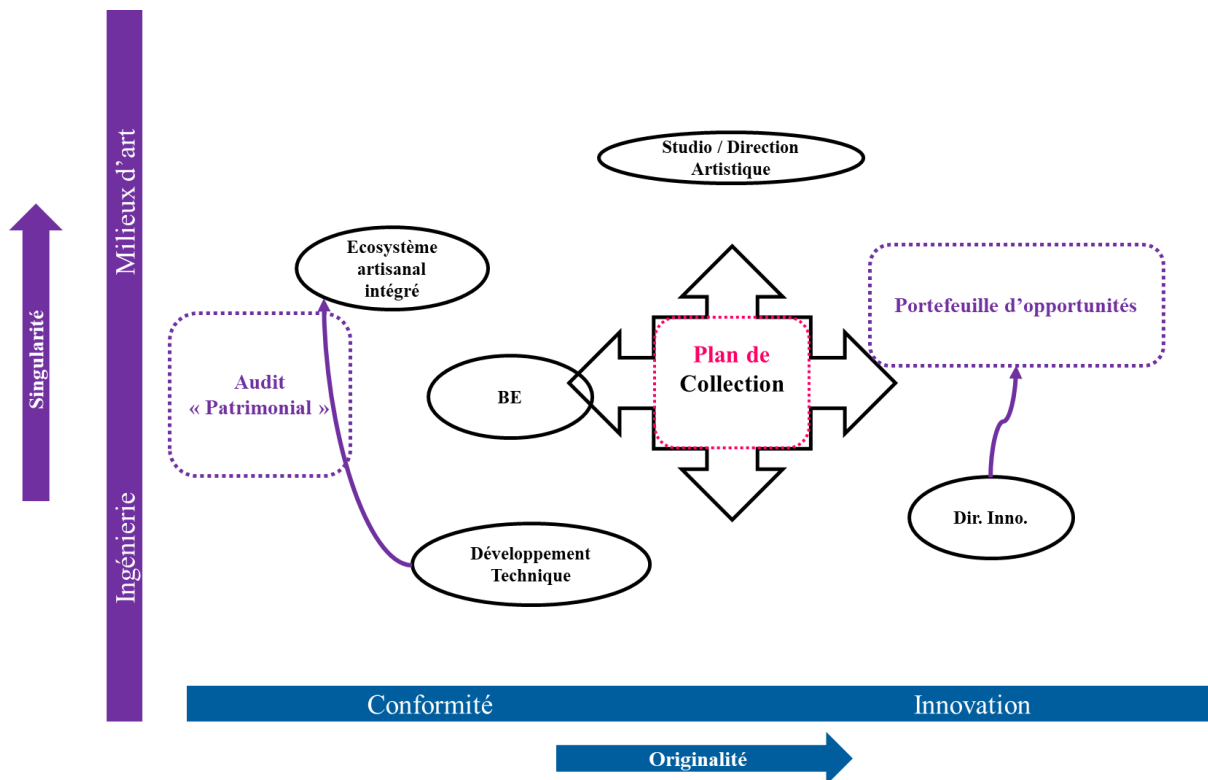 Milieux d’art
Ingénierie
Singularité
Studio / Direction
Artistique
Ecosystème
artisanal
intégré
Portefeuille d’opportunités
Audit
« Patrimonial »
BE
Plan de
Collection
Dir. Inno.
Développement
Technique
Conformité
Innovation
Originalité